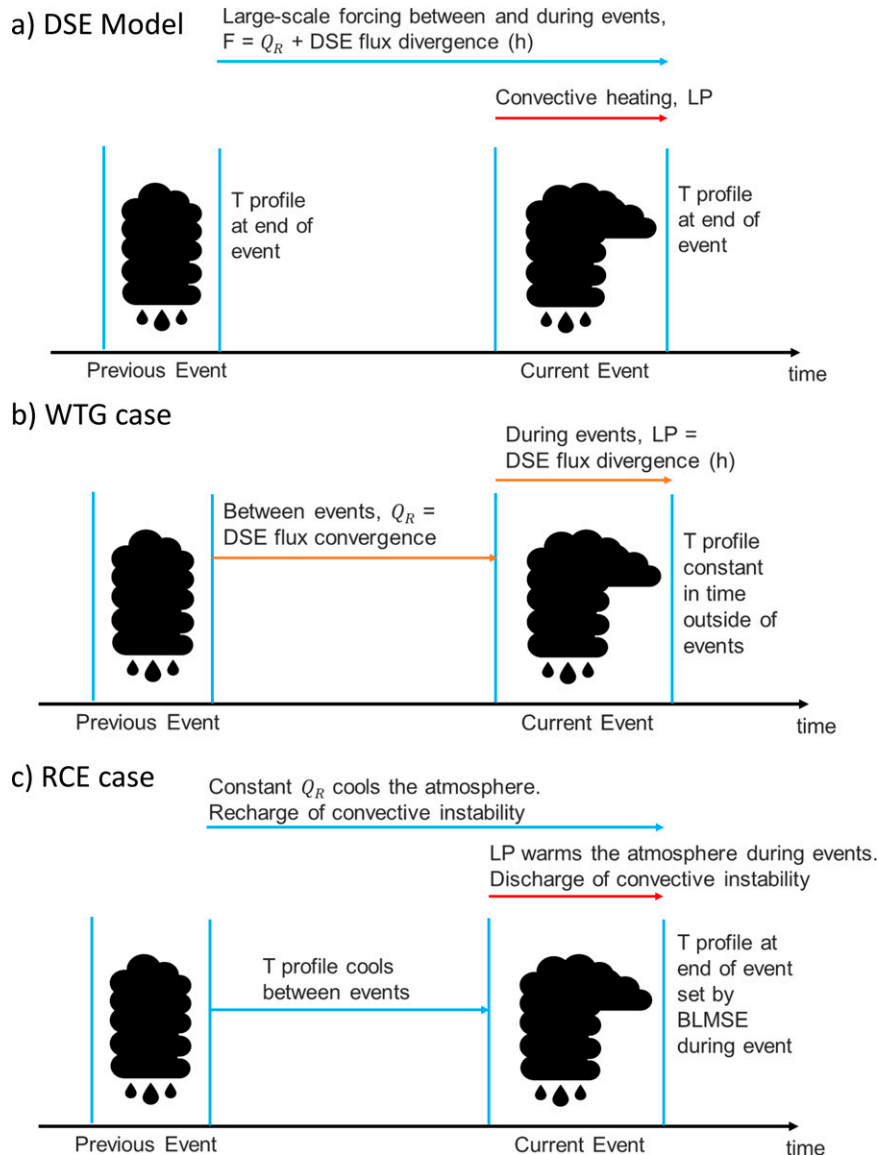 a) DSE Model
Large-scale forcing between and during events,
F = Q_R + DSE flux divergence (h)
Convective heating, LP
T profile
at end of
event
T profile
at end of
event
Previous Event
Current Event
time
b) WTG case
During events, LP =
DSE flux divergence (h)
Between events, Q_R =
DSE flux convergence
T profile
constant
in time
outside of
events
Previous Event
Current Event
time
c) RCE case
Constant Q_R cools the atmosphere.
Recharge of convective instability
LP warms the atmosphere during events.
Discharge of convective instability
T profile cools
between events
T profile at
end of event
set by
BLMSE
during event
Previous Event
Current Event
time